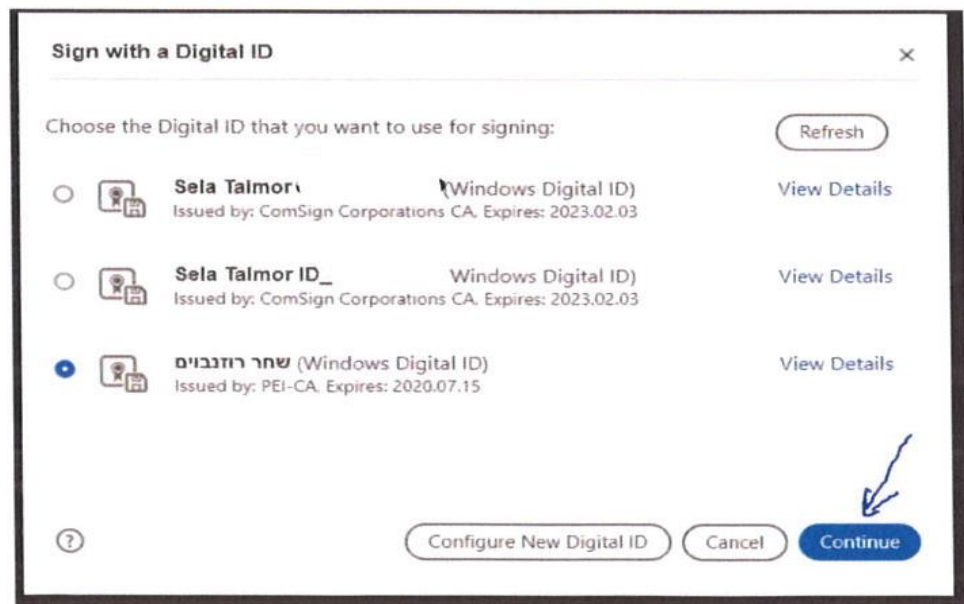 Sign with a Digital ID
Choose the Digital ID that you want to use for signing:
Refresh
Sela Talmor (Windows Digital ID)
View Details
Issued by: ComSign Corporations CA, Expires: 2023.02.03
Sela Talmor ID_ Windows Digital ID)
View Details
Issued by: ComSign Corporations CA, Expires: 2023.02.03
שחר רוזנבוים (Windows Digital ID)
View Details
Issued by: PEI-CA, Expires: 2020.07.15
Configure New Digital ID
Cancel
Continue